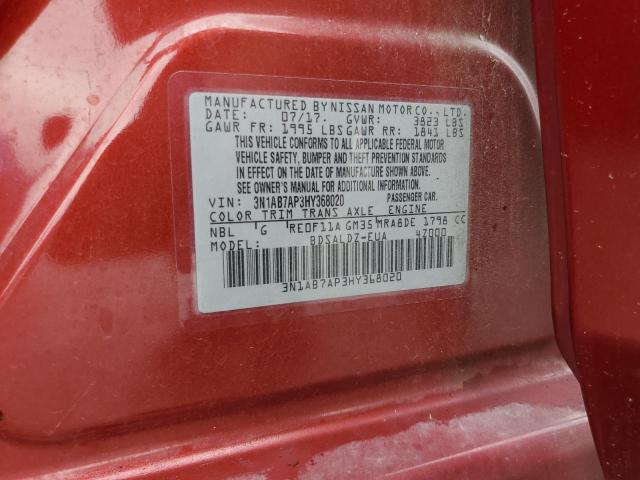 MANUFACTURED BY NISSAN MOTOR CO., LTD.
DATE: 07/17. GVWR: 3823 LBS
GAWR FR: 1995 LBS GAWR RR: 1841 LBS
THIS VEHICLE CONFORMS TO ALL APPLICABLE FEDERAL MOTOR
VEHICLE SAFETY, BUMPER AND THEFT PREVENTION STANDARDS
IN EFFECT ON THE DATE OF MANUFACTURE SHOWN ABOVE.
SEE OWNER'S MANUAL FOR ADDITIONAL INFORMATION.
VIN: 3N1AB7AP3HY368020 PASSENGER CAR.
COLOR TRIM TRANS AXLE ENGINE
NBL G RE0F11A GM35 MRA8DE 1798 CC
MODEL: BDSALDZ-EUA 47000
3N1AB7AP3HY368020